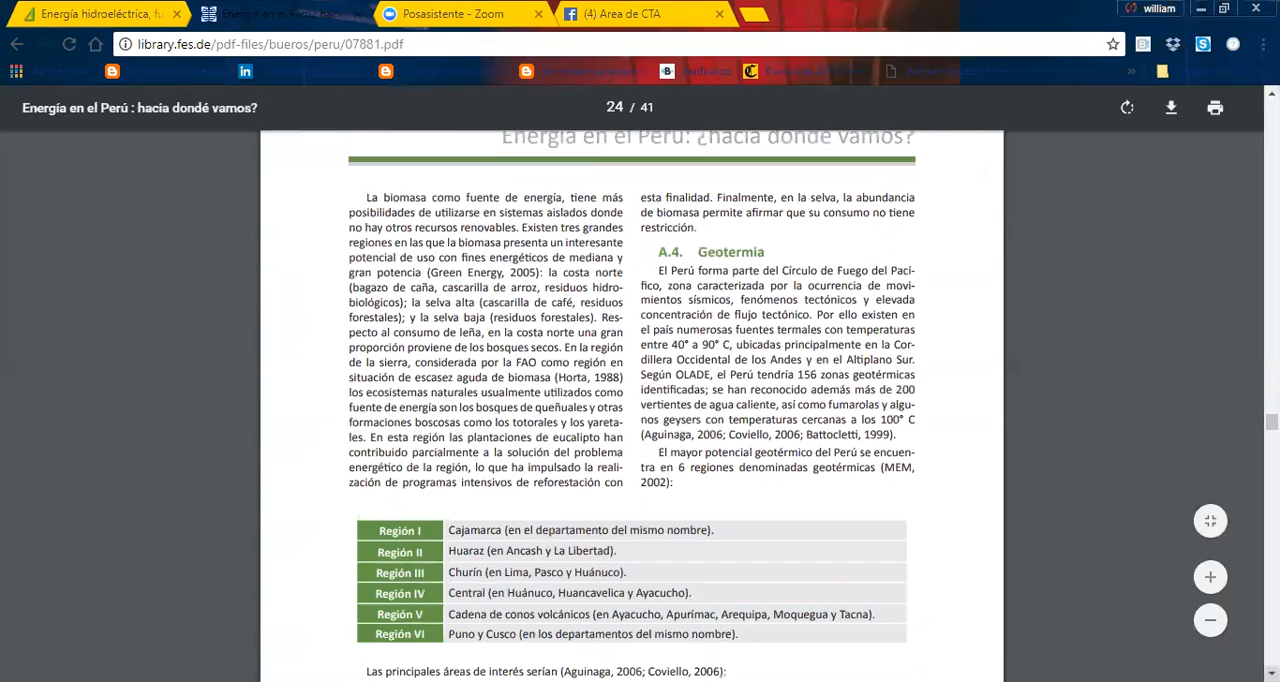 Energía hidroeléctrica, fu
Energía en el Perú: hac
Posasistente - Zoom
(4) Area de CTA
william
library.fes.de/pdf-files/bueros/peru/07881.pdf
Energía en el Perú : hacia dondé vamos?
24 / 41
Energía en el Perú: ¿hacia dónde vamos?
La biomasa como fuente de energía, tiene más
posibilidades de utilizarse en sistemas aislados donde
no hay otros recursos renovables. Existen tres grandes
regiones en las que la biomasa presenta un interesante
potencial de uso con fines energéticos de mediana y
gran potencia (Green Energy, 2005): la costa norte
(bagazo de caña, cascarilla de arroz, residuos hidro-
biológicos); la selva alta (cascarilla de café, residuos
forestales); y la selva baja (residuos forestales). Res-
pecto al consumo de leña, en la costa norte una gran
proporción proviene de los bosques secos. En la región
de la sierra, considerada por la FAO como región en
situación de escasez aguda de biomasa (Horta, 1988)
los ecosistemas naturales usualmente utilizados como
fuente de energía son los bosques de queñuales y otras
formaciones boscosas como los totorales y los yareta-
les. En esta región las plantaciones de eucalipto han
contribuido parcialmente a la solución del problema
energético de la región, lo que ha impulsado la reali-
zación de programas intensivos de reforestación con
esta finalidad. Finalmente, en la selva, la abundancia
de biomasa permite afirmar que su consumo no tiene
restricción.
A.4. Geotermia
El Perú forma parte del Círculo de Fuego del Pací-
fico, zona caracterizada por la ocurrencia de movi-
mientos sísmicos, fenómenos tectónicos y elevada
concentración de flujo tectónico. Por ello existen en
el país numerosas fuentes termales con temperaturas
entre 40° a 90° C, ubicadas principalmente en la Cor-
dillera Occidental de los Andes y en el Altiplano Sur.
Según OLADE, el Perú tendría 156 zonas geotérmicas
identificadas; se han reconocido además más de 200
vertientes de agua caliente, así como fumarolas y algu-
nos geysers con temperaturas cercanas a los 100° C
(Aguinaga, 2006; Coviello, 2006; Battocletti, 1999).
El mayor potencial geotérmico del Perú se encuen-
tra en 6 regiones denominadas geotérmicas (MEM,
2002):
Región I Cajamarca (en el departamento del mismo nombre).
Región II Huaraz (en Ancash y La Libertad).
Región III Churín (en Lima, Pasco y Huánuco).
Región IV Central (en Huánuco, Huancavelica y Ayacucho).
Región V Cadena de conos volcánicos (en Ayacucho, Apurímac, Arequipa, Moquegua y Tacna).
Región VI Puno y Cusco (en los departamentos del mismo nombre).
Las principales áreas de interés serían (Aguinaga, 2006; Coviello, 2006):